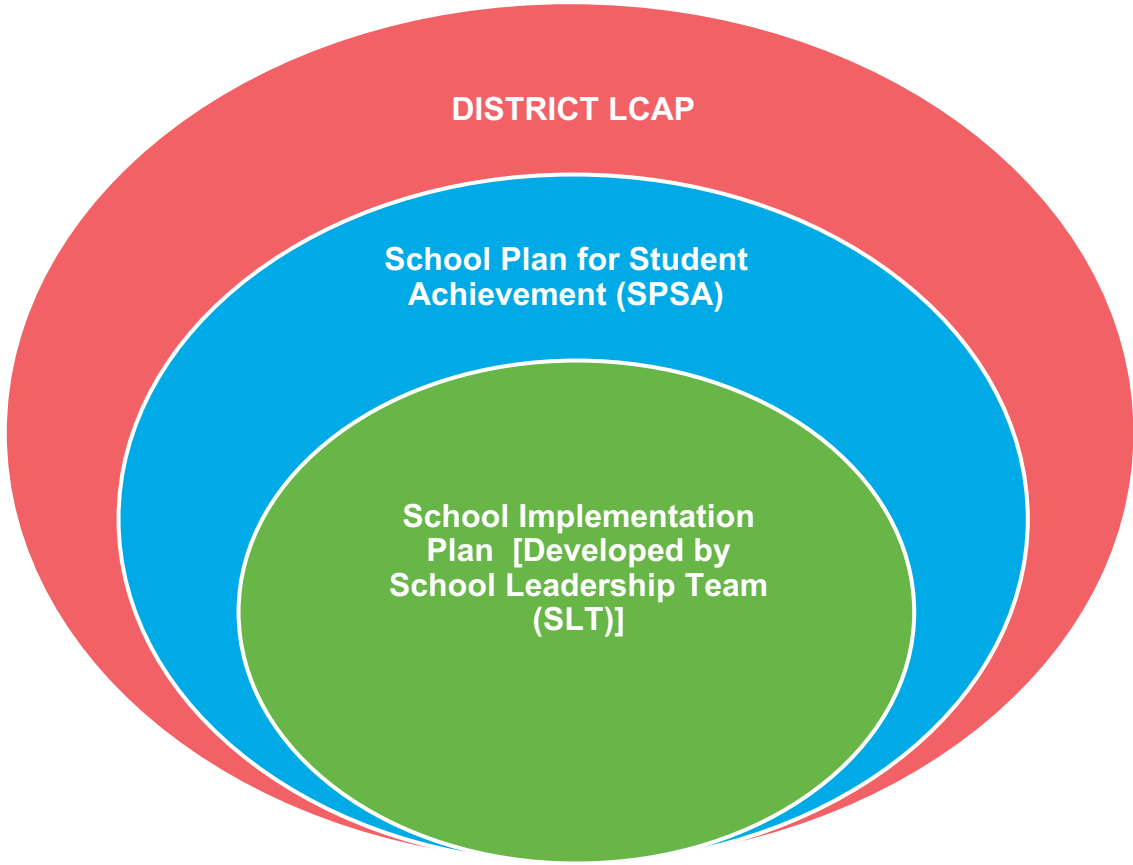 DISTRICT LCAP
School Plan for Student
Achievement (SPSA)
School Implementation
Plan  [Developed by
School Leadership Team
(SLT)]